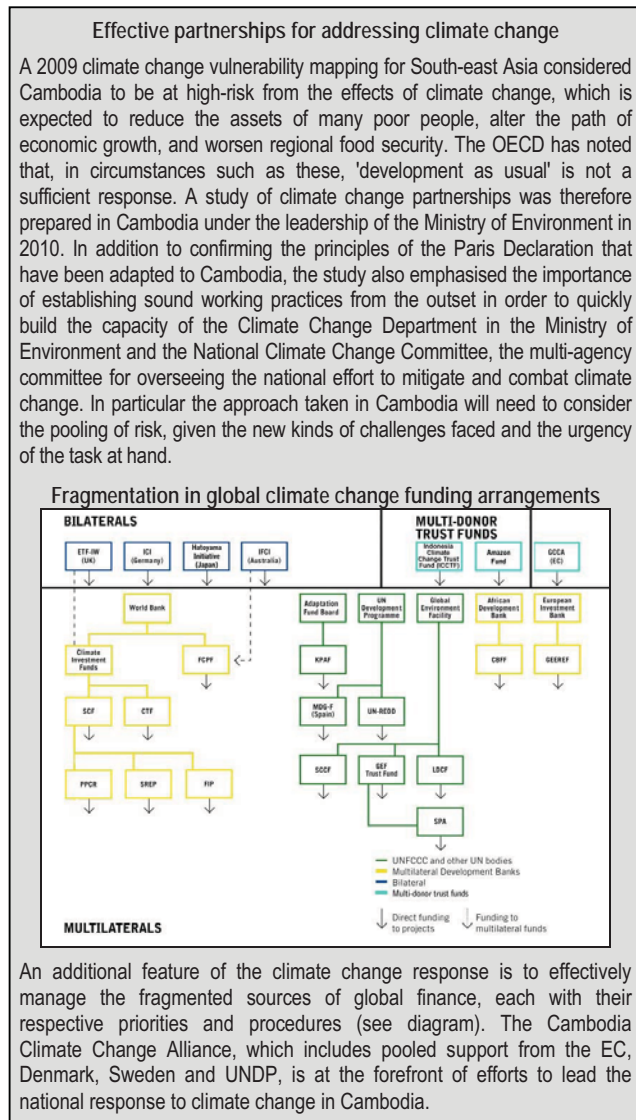 Effective partnerships for addressing climate change
A 2009 climate change vulnerability mapping for South-east Asia considered
Cambodia to be at high-risk from the effects of climate change, which is
expected to reduce the assets of many poor people, alter the path of
economic growth, and worsen regional food security. The OECD has noted
that, in circumstances such as these, 'development as usual' is not a
sufficient response. A study of climate change partnerships was therefore
prepared in Cambodia under the leadership of the Ministry of Environment in
2010. In addition to confirming the principles of the Paris Declaration that
have been adapted to Cambodia, the study also emphasised the importance
of establishing sound working practices from the outset in order to quickly
build the capacity of the Climate Change Department in the Ministry of
Environment and the National Climate Change Committee, the multi-agency
committee for overseeing the national effort to mitigate and combat climate
change. In particular the approach taken in Cambodia will need to consider
the pooling of risk, given the new kinds of challenges faced and the urgency
of the task at hand.
Fragmentation in global climate change funding arrangements
BILATERALS
MULTI-DONOR
TRUST FUNDS
ETF-IW
(UK)
ICI
(Germany)
Hatoyama
Initiative
(Japan)
IFCI
(Australia)
Indonesia
Climate
Change Trust
Fund (ICCTF)
Amazon
Fund
GCCA
(EC)
World Bank
Adaptation
Fund Board
UN
Development
Programme
Global
Environment
Facility
African
Development
Bank
European
Investment
Bank
Climate
Investment
Funds
FCPF
KPAF
CBFF
GEEREF
SCF
CTF
MDG-F
(Spain)
UN-REDD
PPCR
SREP
FIP
SCCF
GEF
Trust Fund
LDCF
SPA
UNFCCC and other UN bodies
Multilateral Development Banks
Bilateral
Multi-donor trust funds
Direct funding
to projects
Funding to
multilateral funds
MULTILATERALS
An additional feature of the climate change response is to effectively
manage the fragmented sources of global finance, each with their
respective priorities and procedures (see diagram). The Cambodia
Climate Change Alliance, which includes pooled support from the EC,
Denmark, Sweden and UNDP, is at the forefront of efforts to lead the
national response to climate change in Cambodia.